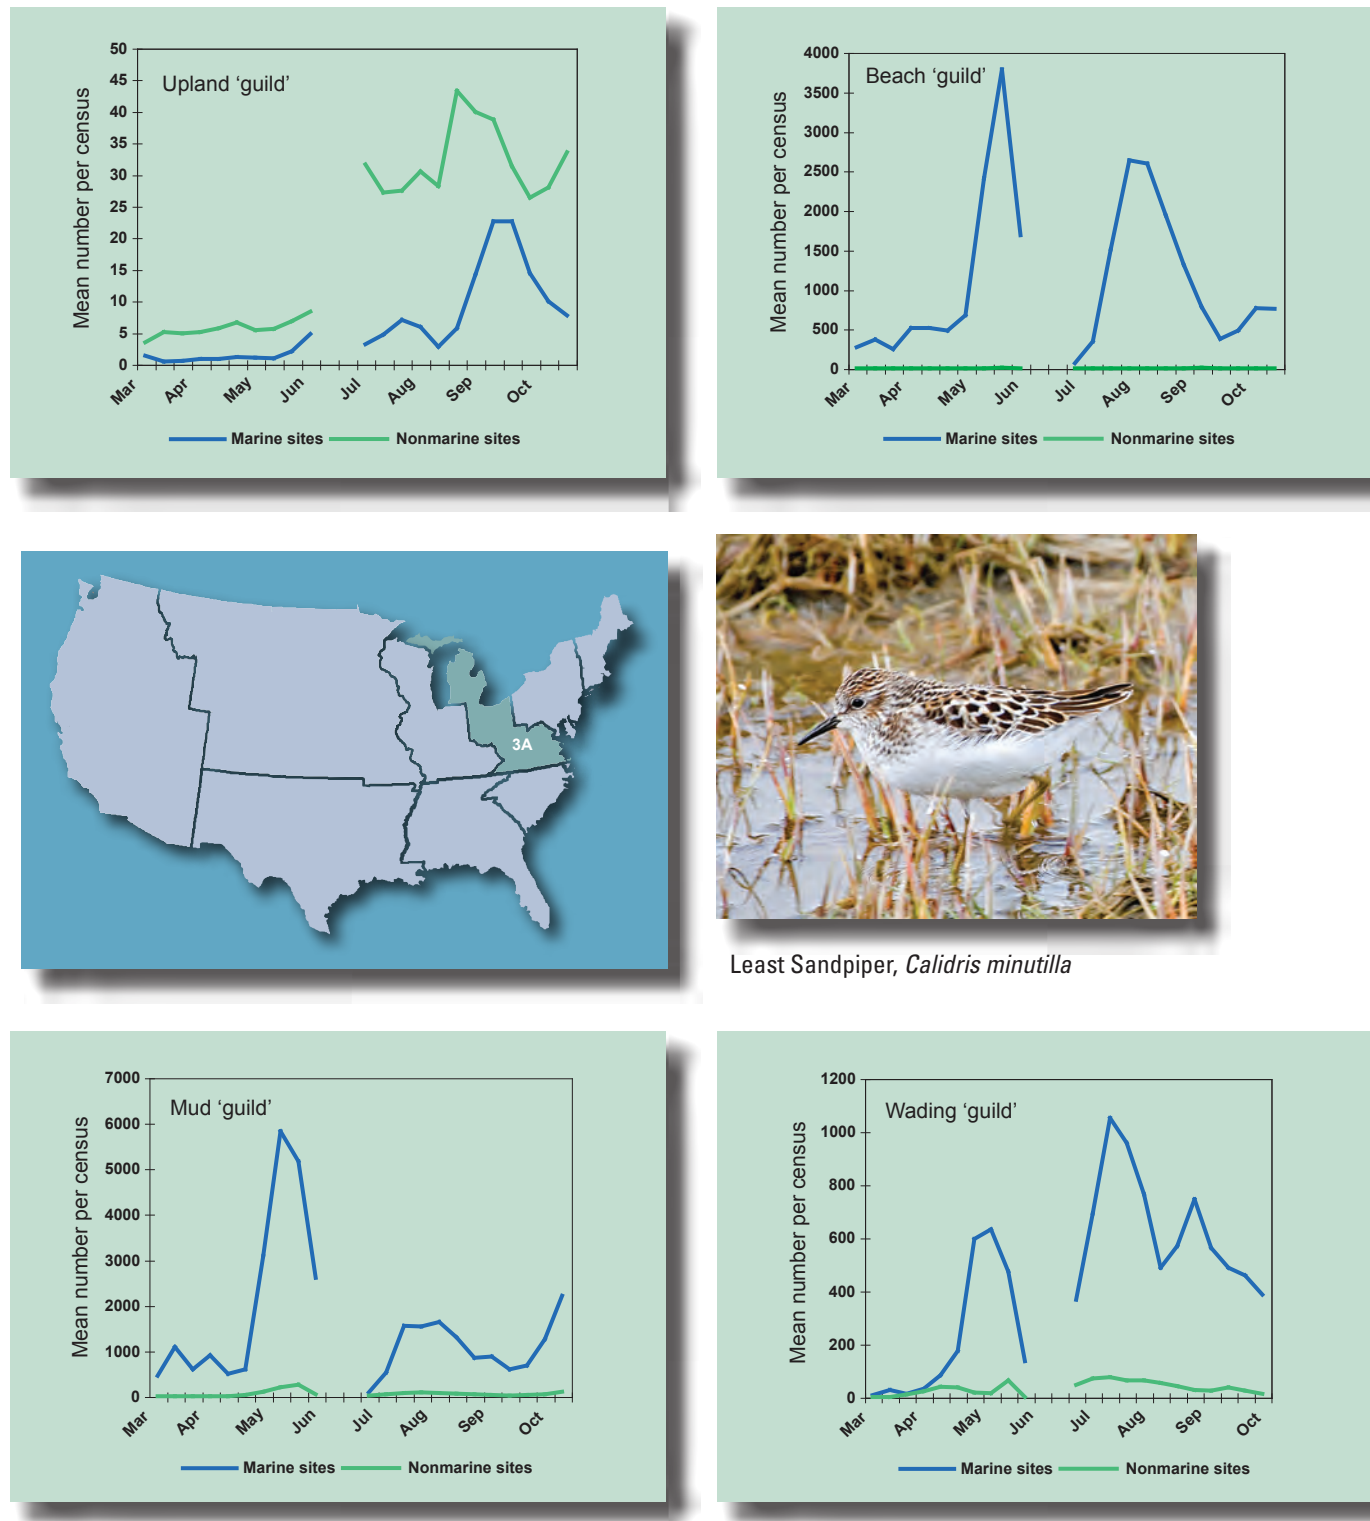 Upland ‘guild’
Mean number per census
50
45
40
35
30
25
20
15
10
5
0
Mar Apr May Jun Jul Aug Sep Oct
Marine sites Nonmarine sites
Beach ‘guild’
Mean number per census
4000
3500
3000
2500
2000
1500
1000
500
0
Mar Apr May Jun Jul Aug Sep Oct
Marine sites Nonmarine sites
3A
Least Sandpiper, Calidris minutilla
Mud ‘guild’
Mean number per census
7000
6000
5000
4000
3000
2000
1000
0
Mar Apr May Jun Jul Aug Sep Oct
Marine sites Nonmarine sites
Wading ‘guild’
Mean number per census
1200
1000
800
600
400
200
0
Mar Apr May Jun Jul Aug Sep Oct
Marine sites Nonmarine sites